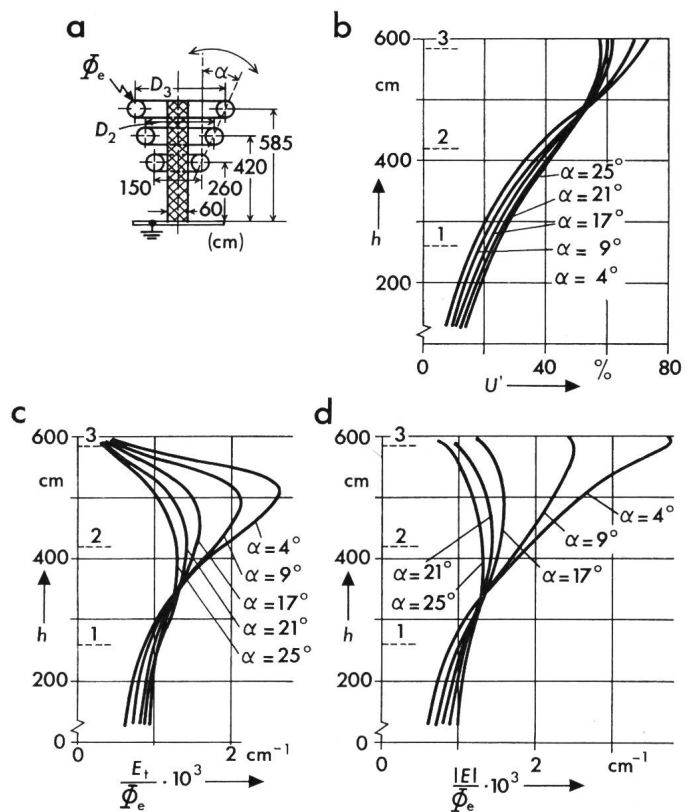 a
Φe
D3
α
D2
585
420
150
260
60
(cm)
b
600
cm
400
h
200
0
3
2
1
α = 25°
α = 21°
α = 17°
α = 9°
α = 4°
0
40
%
80
U'
c
600
cm
400
h
200
0
3
2
1
α = 4°
α = 9°
α = 17°
α = 21°
α = 25°
0
2
cm⁻¹
Et/Φe · 10³
d
600
cm
400
h
200
0
3
2
1
α = 4°
α = 9°
α = 17°
α = 21°
α = 25°
0
2
cm⁻¹
|E|/Φe · 10³